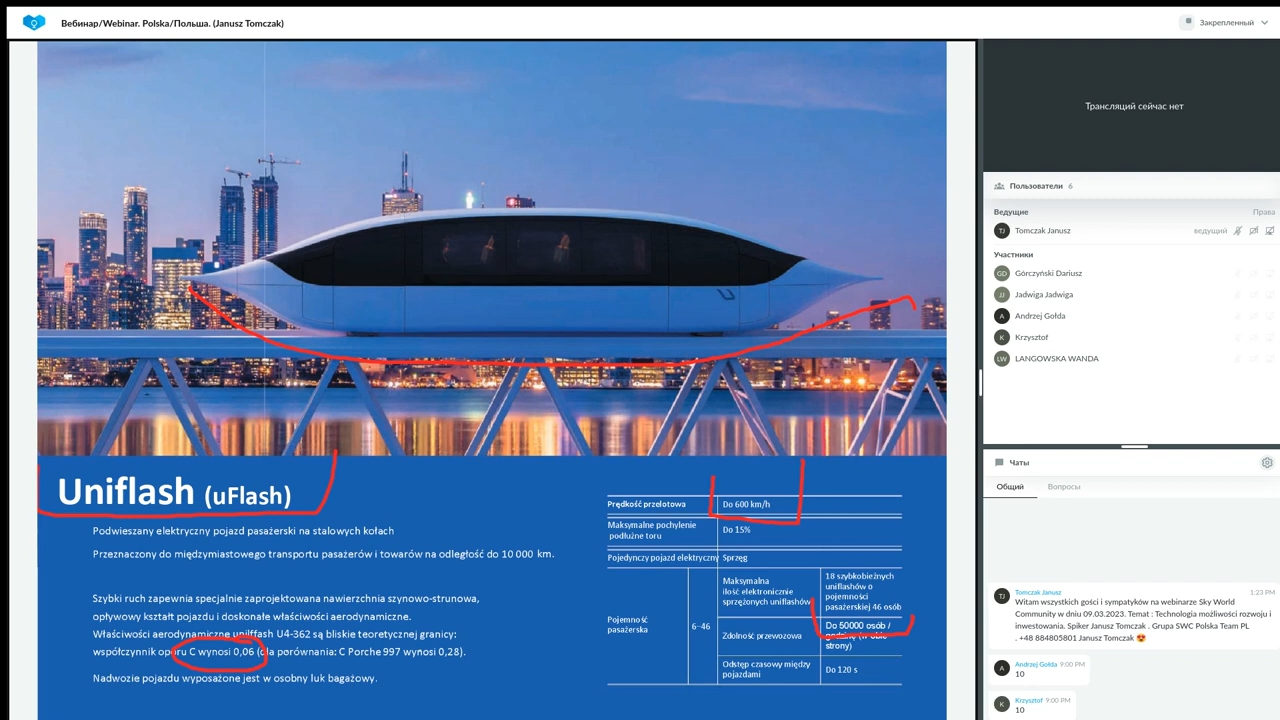 Вебинар/Webinar. Polska/Польша. (Janusz Tomczak)
Закрепленный
Uniflash (uFlash)
Podwieszany elektryczny pojazd pasażerski na stalowych kołach
Przeznaczony do międzymiastowego transportu pasażerów i towarów na odległość do 10 000 km.
Szybki ruch zapewnia specjalnie zaprojektowana nawierzchnia szynowo-strunowa,
opływowy kształt pojazdu i doskonałe właściwości aerodynamiczne.
Właściwości aerodynamiczne unilffash U4-362 są bliskie teoretycznej granicy:
współczynnik oporu C wynosi 0,06 (dla porównania: C Porche 997 wynosi 0,28).
Nadwozie pojazdu wyposażone jest w osobny luk bagażowy.
Prędkość przelotowa Do 600 km/h
Maksymalne pochylenie
podłużne toru
Do 15%
Pojedynczy pojazd elektryczny Sprzęg
Pojemność
pasażerska
6–46
Maksymalna
ilość elektronicznie
sprzężonych uniflashów
18 szybkobieżnych
uniflashów o
pojemności
pasażerskiej 46 osób
Zdolność przewozowa
Do 50000 osób /
godzinę (w obie
strony)
Odstęp czasowy między
pojazdami
Do 120 s
Трансляций сейчас нет
Пользователи 6
Ведущие Права
TJ Tomczak Janusz ведущий
Участники
GD Górczyński Dariusz
JJ Jadwiga Jadwiga
A Andrzej Gołda
K Krzysztof
LW LANGOWSKA WANDA
Чаты
Общий Вопросы
TJ Tomczak Janusz 1:23 PM
Witam wszystkich gości i sympatyków na webinarze Sky World
Community w dniu 09.03.2023. Temat : Technologia możliwości rozwoju i
inwestowania. Spiker Janusz Tomczak . Grupa SWC Polska Team PL
. +48 884805801 Janusz Tomczak 😍
A Andrzej Gołda 9:00 PM
10
K Krzysztof 9:00 PM
10